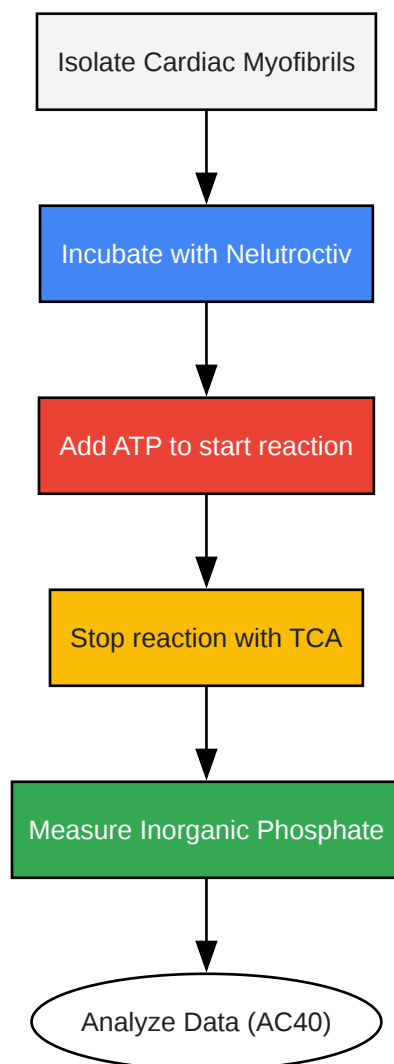 Isolate Cardiac Myofibrils
Incubate with Nelutroctiv
Add ATP to start reaction
Stop reaction with TCA
Measure Inorganic Phosphate
Analyze Data (AC40)